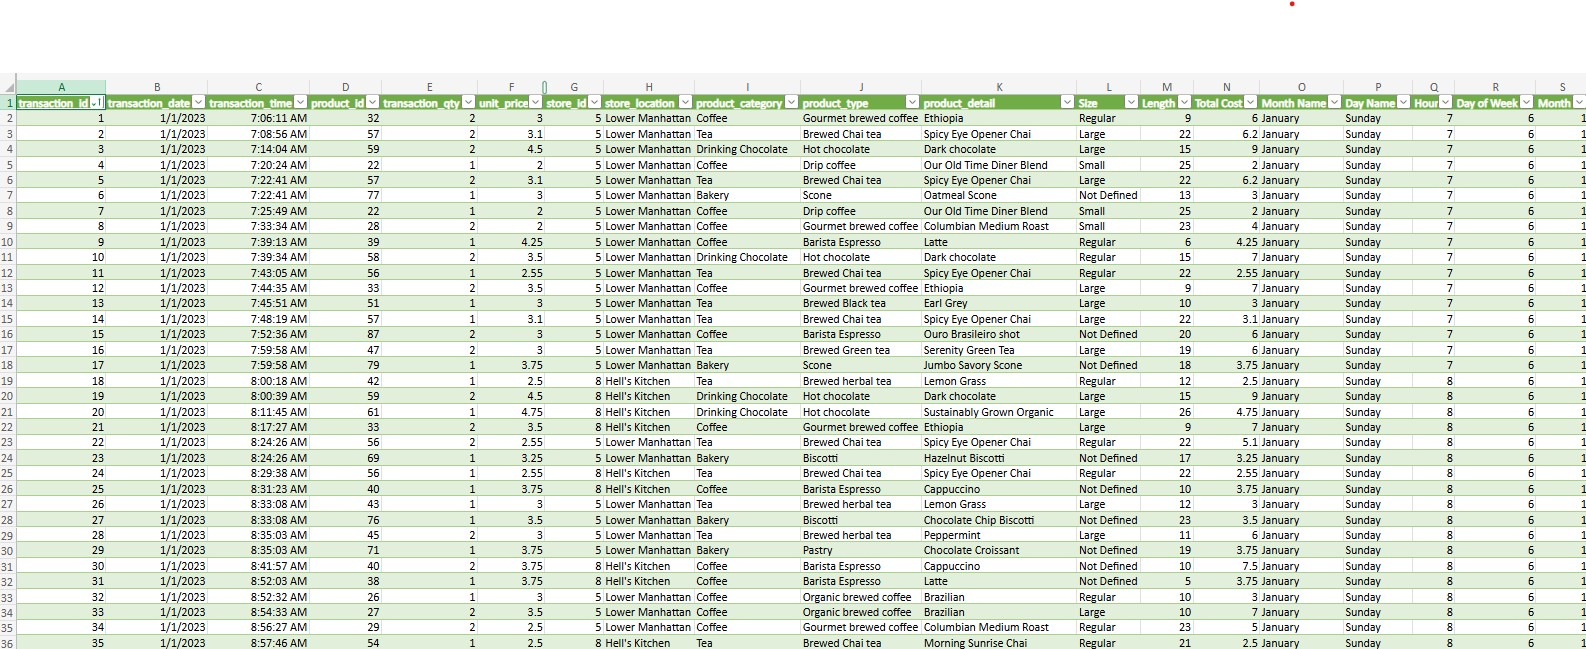 A B C D E F G H I J K L M N O P Q R S
1 transaction_id transaction_date transaction_time product_id transaction_qty unit_price store_id store_location product_category product_type product_detail Size Length Total Cost Month Name Day Name Hour Day of Week Month
2 1 1/1/2023 7:06:11 AM 32 2 3 5 Lower Manhattan Coffee Gourmet brewed coffee Ethiopia Regular 9 6 January Sunday 7 6 1
3 2 1/1/2023 7:08:56 AM 57 2 3.1 5 Lower Manhattan Tea Brewed Chai tea Spicy Eye Opener Chai Large 22 6.2 January Sunday 7 6 1
4 3 1/1/2023 7:14:04 AM 59 2 4.5 5 Lower Manhattan Drinking Chocolate Hot chocolate Dark chocolate Large 15 9 January Sunday 7 6 1
5 4 1/1/2023 7:20:24 AM 22 1 2 5 Lower Manhattan Coffee Drip coffee Our Old Time Diner Blend Small 25 2 January Sunday 7 6 1
6 5 1/1/2023 7:22:41 AM 57 2 3.1 5 Lower Manhattan Tea Brewed Chai tea Spicy Eye Opener Chai Large 22 6.2 January Sunday 7 6 1
7 6 1/1/2023 7:22:41 AM 77 1 3 5 Lower Manhattan Bakery Scone Oatmeal Scone Not Defined 13 3 January Sunday 7 6 1
8 7 1/1/2023 7:25:49 AM 22 1 2 5 Lower Manhattan Coffee Drip coffee Our Old Time Diner Blend Small 25 2 January Sunday 7 6 1
9 8 1/1/2023 7:33:34 AM 28 2 2 5 Lower Manhattan Coffee Gourmet brewed coffee Columbian Medium Roast Small 23 4 January Sunday 7 6 1
10 9 1/1/2023 7:39:13 AM 39 1 4.25 5 Lower Manhattan Coffee Barista Espresso Latte Regular 6 4.25 January Sunday 7 6 1
11 10 1/1/2023 7:39:34 AM 58 2 3.5 5 Lower Manhattan Drinking Chocolate Hot chocolate Dark chocolate Regular 15 7 January Sunday 7 6 1
12 11 1/1/2023 7:43:05 AM 56 1 2.55 5 Lower Manhattan Tea Brewed Chai tea Spicy Eye Opener Chai Regular 22 2.55 January Sunday 7 6 1
13 12 1/1/2023 7:44:35 AM 33 2 3.5 5 Lower Manhattan Coffee Gourmet brewed coffee Ethiopia Large 9 7 January Sunday 7 6 1
14 13 1/1/2023 7:45:51 AM 51 1 3 5 Lower Manhattan Tea Brewed Black tea Earl Grey Large 10 3 January Sunday 7 6 1
15 14 1/1/2023 7:48:19 AM 57 1 3.1 5 Lower Manhattan Tea Brewed Chai tea Spicy Eye Opener Chai Large 22 3.1 January Sunday 7 6 1
16 15 1/1/2023 7:52:36 AM 87 2 3 5 Lower Manhattan Coffee Barista Espresso Ouro Brasileiro shot Not Defined 20 6 January Sunday 7 6 1
17 16 1/1/2023 7:59:58 AM 47 2 3 5 Lower Manhattan Tea Brewed Green tea Serenity Green Tea Large 19 6 January Sunday 7 6 1
18 17 1/1/2023 7:59:58 AM 79 1 3.75 5 Lower Manhattan Bakery Scone Jumbo Savory Scone Not Defined 18 3.75 January Sunday 7 6 1
19 18 1/1/2023 8:00:18 AM 42 1 2.5 8 Hell's Kitchen Tea Brewed herbal tea Lemon Grass Regular 12 2.5 January Sunday 8 6 1
20 19 1/1/2023 8:00:39 AM 59 2 4.5 8 Hell's Kitchen Drinking Chocolate Hot chocolate Dark chocolate Large 15 9 January Sunday 8 6 1
21 20 1/1/2023 8:11:45 AM 61 1 4.75 8 Hell's Kitchen Drinking Chocolate Hot chocolate Sustainably Grown Organic Large 26 4.75 January Sunday 8 6 1
22 21 1/1/2023 8:17:27 AM 33 2 3.5 8 Hell's Kitchen Coffee Gourmet brewed coffee Ethiopia Large 9 7 January Sunday 8 6 1
23 22 1/1/2023 8:24:26 AM 56 2 2.55 5 Lower Manhattan Tea Brewed Chai tea Spicy Eye Opener Chai Regular 22 5.1 January Sunday 8 6 1
24 23 1/1/2023 8:24:26 AM 69 1 3.25 5 Lower Manhattan Bakery Biscotti Hazelnut Biscotti Not Defined 17 3.25 January Sunday 8 6 1
25 24 1/1/2023 8:29:38 AM 56 1 2.55 8 Hell's Kitchen Tea Brewed Chai tea Spicy Eye Opener Chai Regular 22 2.55 January Sunday 8 6 1
26 25 1/1/2023 8:31:23 AM 40 1 3.75 8 Hell's Kitchen Coffee Barista Espresso Cappuccino Not Defined 10 3.75 January Sunday 8 6 1
27 26 1/1/2023 8:33:08 AM 43 1 3 5 Lower Manhattan Tea Brewed herbal tea Lemon Grass Large 12 3 January Sunday 8 6 1
28 27 1/1/2023 8:33:08 AM 76 1 3.5 5 Lower Manhattan Bakery Biscotti Chocolate Chip Biscotti Not Defined 23 3.5 January Sunday 8 6 1
29 28 1/1/2023 8:35:03 AM 45 2 3 5 Lower Manhattan Tea Brewed herbal tea Peppermint Large 11 6 January Sunday 8 6 1
30 29 1/1/2023 8:35:03 AM 71 1 3.75 5 Lower Manhattan Bakery Pastry Chocolate Croissant Not Defined 19 3.75 January Sunday 8 6 1
31 30 1/1/2023 8:41:57 AM 40 2 3.75 8 Hell's Kitchen Coffee Barista Espresso Cappuccino Not Defined 10 7.5 January Sunday 8 6 1
32 31 1/1/2023 8:52:03 AM 38 1 3.75 8 Hell's Kitchen Coffee Barista Espresso Latte Not Defined 5 3.75 January Sunday 8 6 1
33 32 1/1/2023 8:52:32 AM 26 1 3 5 Lower Manhattan Coffee Organic brewed coffee Brazilian Regular 10 3 January Sunday 8 6 1
34 33 1/1/2023 8:54:33 AM 27 2 3.5 5 Lower Manhattan Coffee Organic brewed coffee Brazilian Large 10 7 January Sunday 8 6 1
35 34 1/1/2023 8:56:27 AM 29 2 2.5 5 Lower Manhattan Coffee Gourmet brewed coffee Columbian Medium Roast Regular 23 5 January Sunday 8 6 1
36 35 1/1/2023 8:57:46 AM 54 1 2.5 8 Hell's Kitchen Tea Brewed Chai tea Morning Sunrise Chai Regular 21 2.5 January Sunday 8 6 1